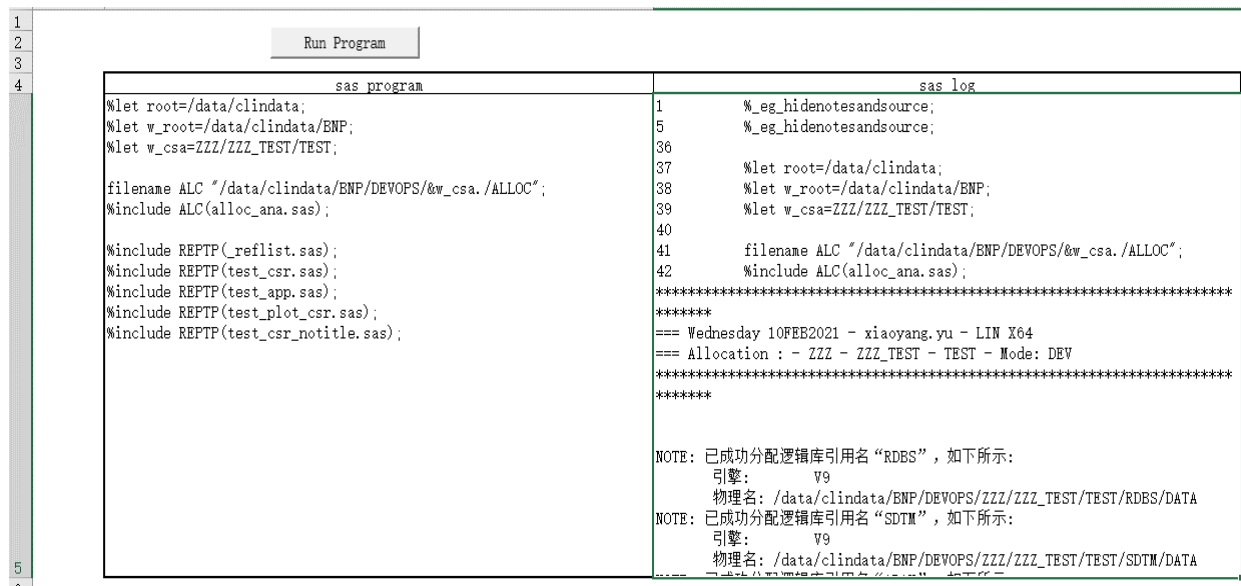 1
2
Run Program
3
4
sas program
sas log
%let root=/data/clindata;
%let w_root=/data/clindata/BNP;
%let w_csa=ZZZ/ZZZ_TEST/TEST;
filename ALC "/data/clindata/BNP/DEVOPS/&w_csa./ALLOC";
%include ALC(alloc_ana.sas);
%include REPTP(_reflist.sas);
%include REPTP(test_csr.sas);
%include REPTP(test_app.sas);
%include REPTP(test_plot_csr.sas);
%include REPTP(test_csr_notitle.sas);
1 %_eg_hidenotesandsource;
5 %_eg_hidenotesandsource;
36
37 %let root=/data/clindata;
38 %let w_root=/data/clindata/BNP;
39 %let w_csa=ZZZ/ZZZ_TEST/TEST;
40
41 filename ALC "/data/clindata/BNP/DEVOPS/&w_csa./ALLOC";
42 %include ALC(alloc_ana.sas);
************************************************************************
*******
=== Wednesday 10FEB2021 - xiaoyang.yu - LIN X64
=== Allocation : - ZZZ - ZZZ_TEST - TEST - Mode: DEV
************************************************************************
*******
NOTE: 已成功分配逻辑库引用名“RDBS”，如下所示:
引擎: V9
物理名: /data/clindata/BNP/DEVOPS/ZZZ/ZZZ_TEST/TEST/RDBS/DATA
NOTE: 已成功分配逻辑库引用名“SDTM”，如下所示:
引擎: V9
物理名: /data/clindata/BNP/DEVOPS/ZZZ/ZZZ_TEST/TEST/SDTM/DATA
5